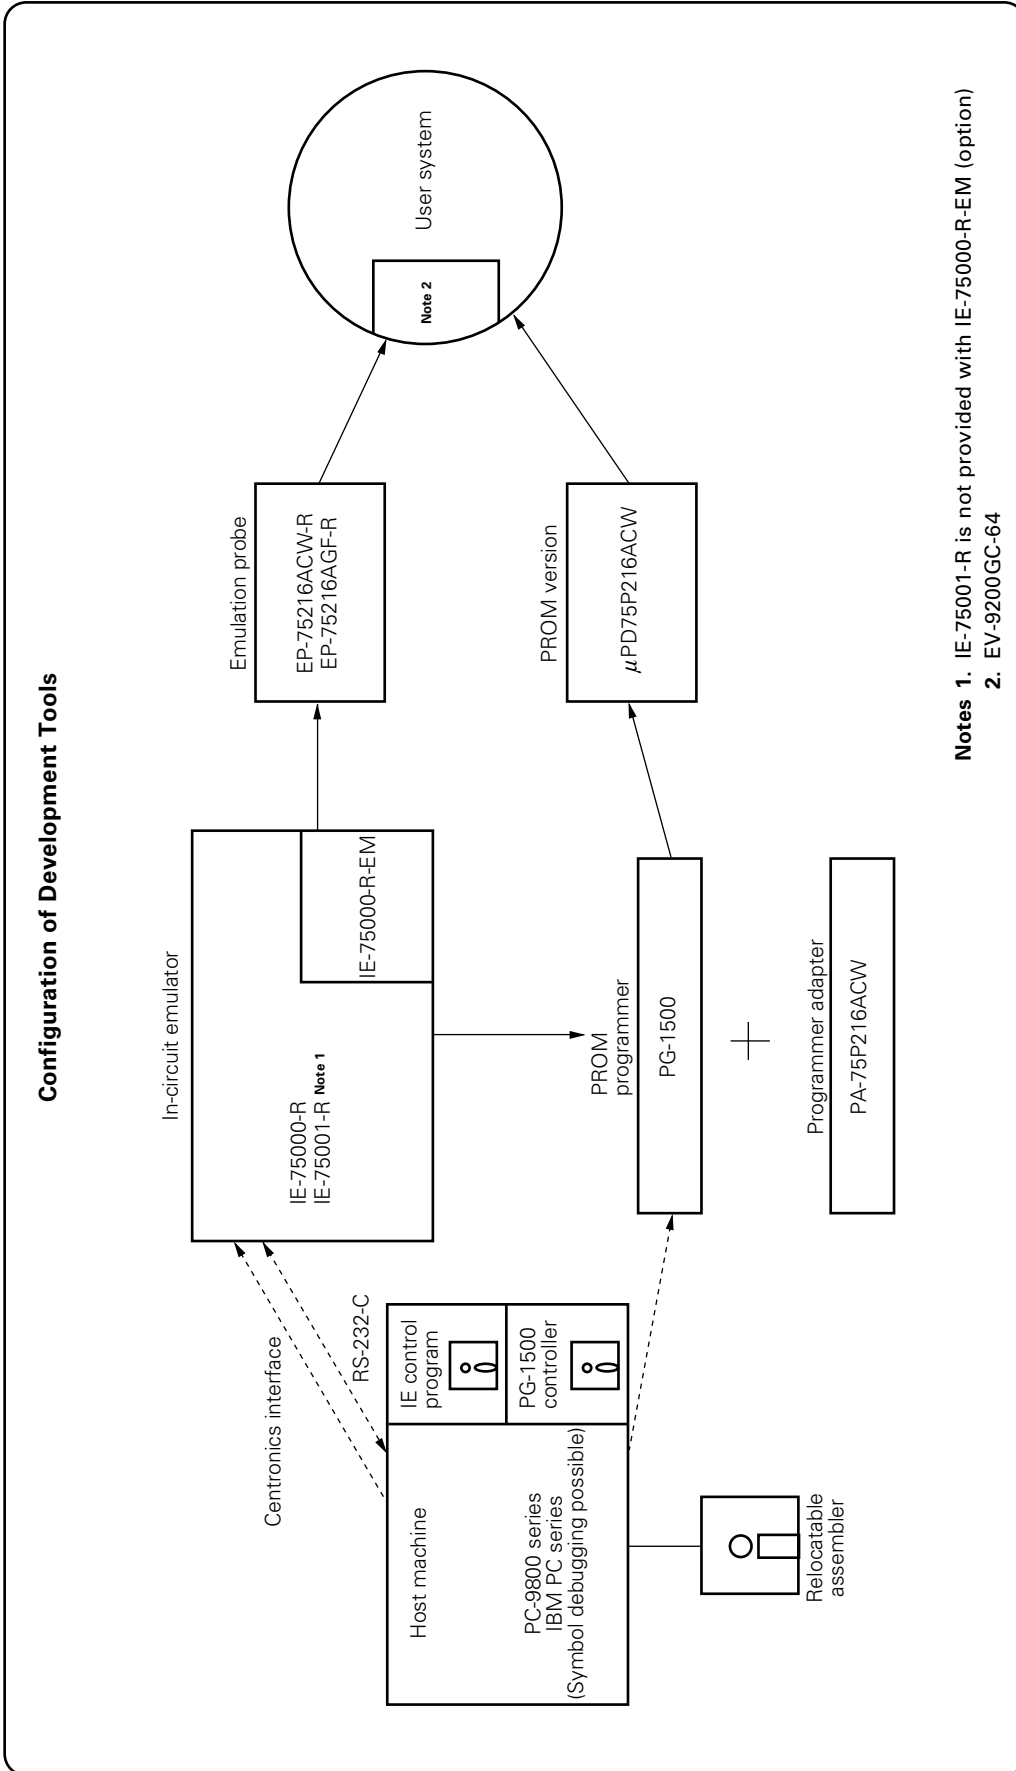 Configuration of Development Tools
In-circuit emulator
IE-75000-R
IE-75001-R Note 1
IE-75000-R-EM
Emulation probe
EP-75216ACW-R
EP-75216AGF-R
User system
Note 2
Centronics interface
RS-232-C
Host machine
PC-9800 series
IBM PC series
(Symbol debugging possible)
IE control
program
PG-1500
controller
Relocatable
assembler
PROM
programmer
PG-1500
Programmer adapter
PA-75P216ACW
PROM version
μPD75P216ACW
Notes 1. IE-75001-R is not provided with IE-75000-R-EM (option)
2. EV-9200GC-64